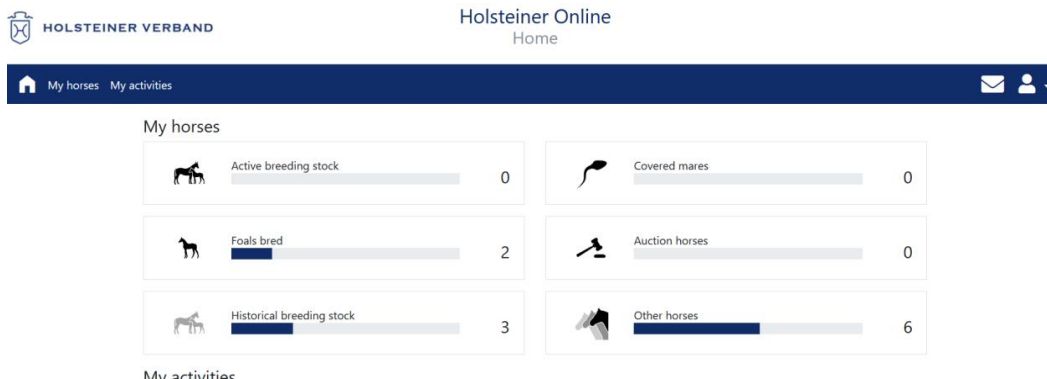 HOLSTEINER VERBAND
Holsteiner Online
Home
My horses My activities
My horses
Active breeding stock 0
Covered mares 0
Foals bred 2
Auction horses 0
Historical breeding stock 3
Other horses 6
My activities